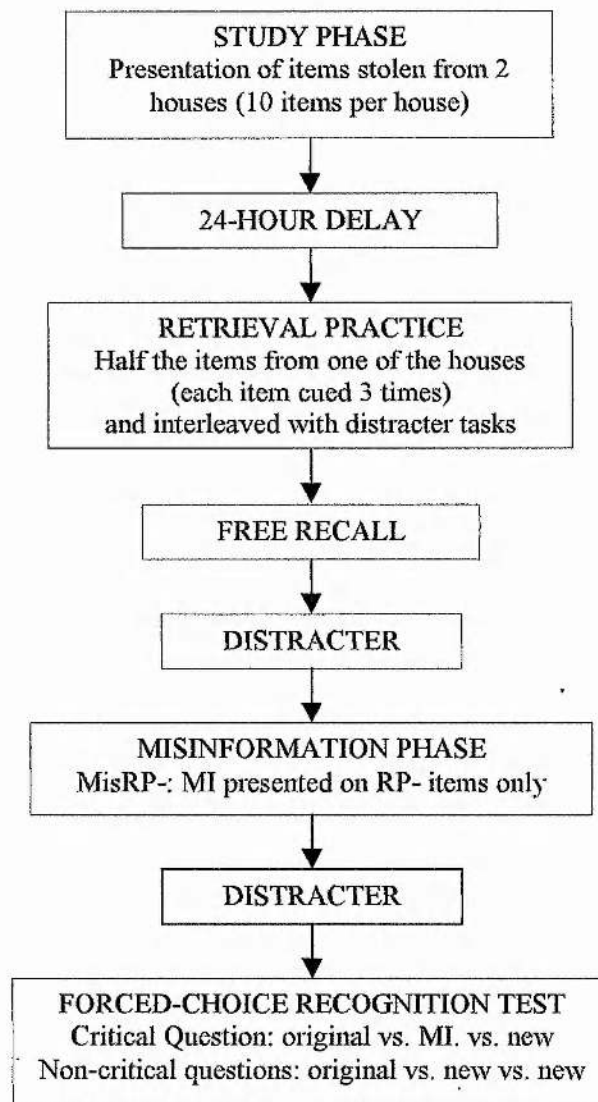 STUDY PHASE
Presentation of items stolen from 2
houses (10 items per house)
24-HOUR DELAY
RETRIEVAL PRACTICE
Half the items from one of the houses
(each item cued 3 times)
and interleaved with distracter tasks
FREE RECALL
DISTRACTER
MISINFORMATION PHASE
MisRP-: MI presented on RP- items only
DISTRACTER
FORCED-CHOICE RECOGNITION TEST
Critical Question: original vs. MI. vs. new
Non-critical questions: original vs. new vs. new